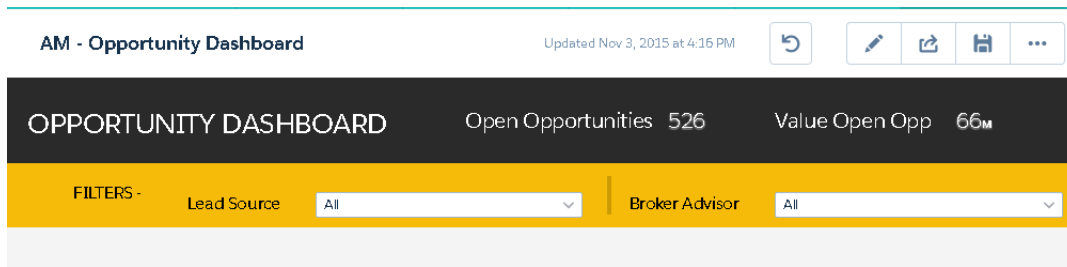 AM - Opportunity Dashboard Updated Nov 3, 2015 at 4:16 PM
OPPORTUNITY DASHBOARD Open Opportunities 526 Value Open Opp 66M
FILTERS - Lead Source All Broker Advisor All